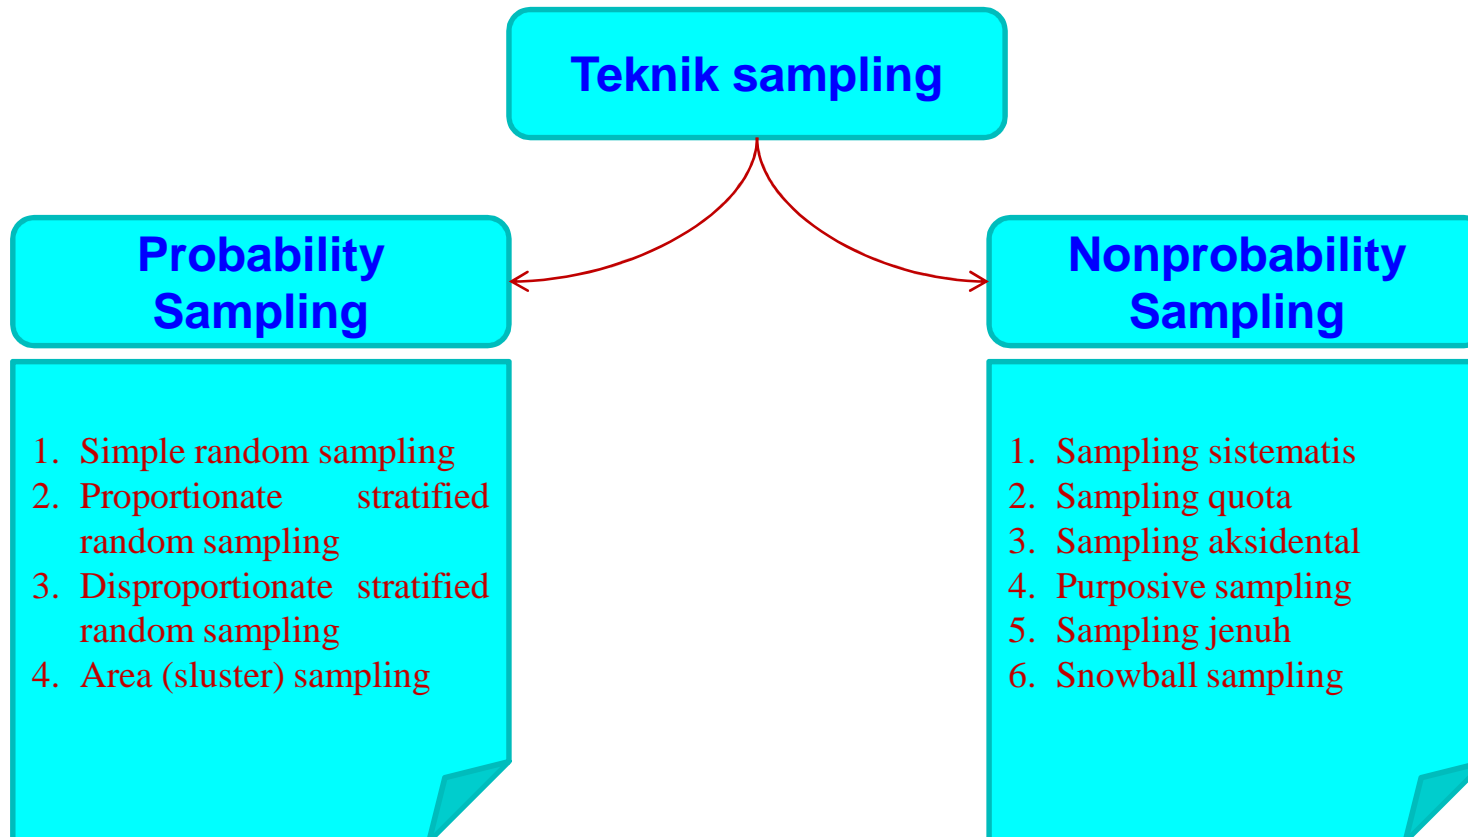 Teknik sampling
Probability
Sampling
1. Simple random sampling
2. Proportionate stratified
random sampling
3. Disproportionate stratified
random sampling
4. Area (sluster) sampling
Nonprobability
Sampling
1. Sampling sistematis
2. Sampling quota
3. Sampling aksidental
4. Purposive sampling
5. Sampling jenuh
6. Snowball sampling